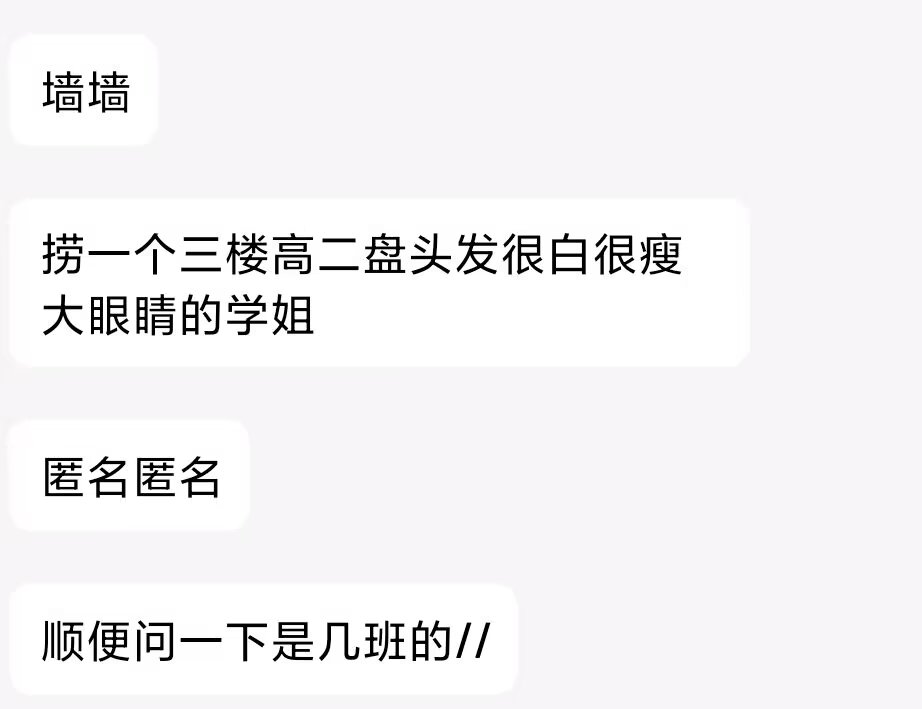 墙墙
捞一个三楼高二盘头发很白很瘦
大眼睛的学姐
匿名匿名
顺便问一下是几班的//